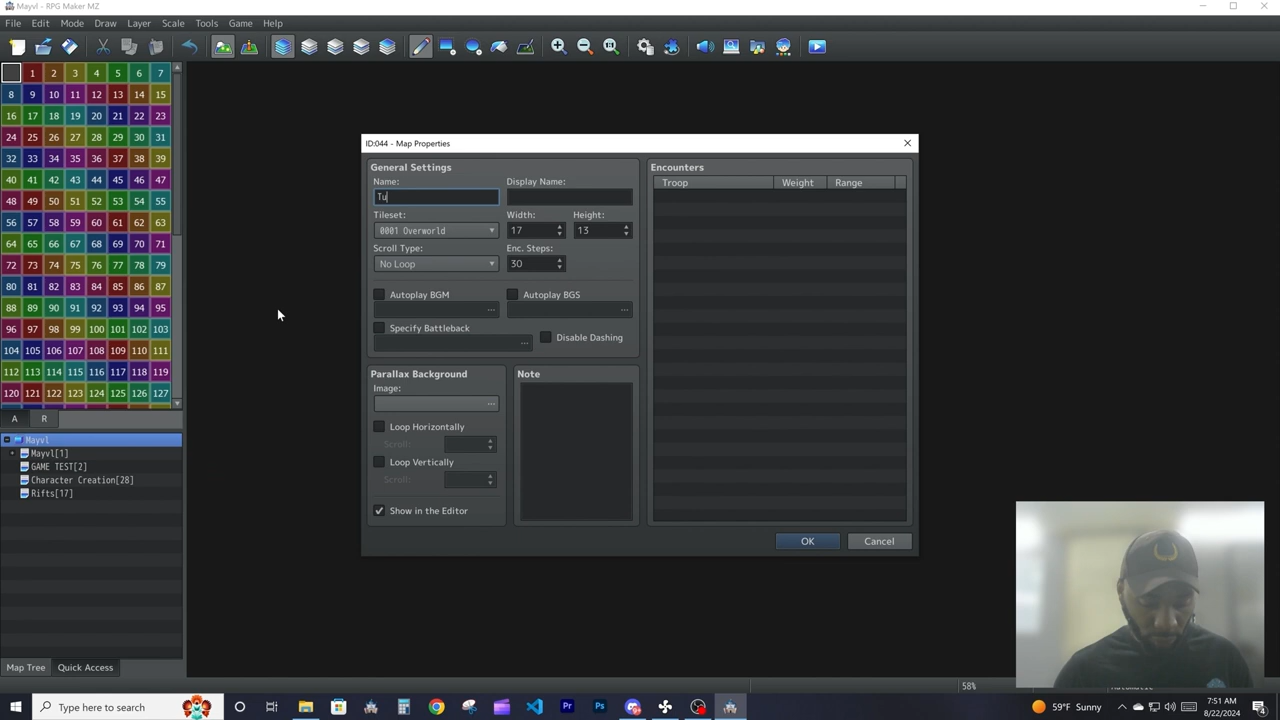 Mayvl - RPG Maker MZ
File Edit Mode Draw Layer Scale Tools Game Help
1 2 3 4 5 6 7
8 9 10 11 12 13 14 15
16 17 18 19 20 21 22 23
24 25 26 27 28 29 30 31
32 33 34 35 36 37 38 39
40 41 42 43 44 45 46 47
48 49 50 51 52 53 54 55
56 57 58 59 60 61 62 63
64 65 66 67 68 69 70 71
72 73 74 75 76 77 78 79
80 81 82 83 84 85 86 87
88 89 90 91 92 93 94 95
96 97 98 99 100 101 102 103
104 105 106 107 108 109 110 111
112 113 114 115 116 117 118 119
120 121 122 123 124 125 126 127
A R
Mayvl
Mayvl[1]
GAME TEST[2]
Character Creation[28]
Rifts[17]
Map Tree Quick Access
ID:044 - Map Properties
General Settings
Name: Display Name:
Tu
Tileset: Width: Height:
0001 Overworld 17 13
Scroll Type: Enc. Steps:
No Loop 30
Autoplay BGM Autoplay BGS
... ...
Specify Battleback
Disable Dashing
...
Parallax Background
Image:
...
Loop Horizontally
Scroll:
Loop Vertically
Scroll:
Show in the Editor
Note
Encounters
Troop Weight Range
OK Cancel
58%
Type here to search
Pr
Ps
59°F Sunny
7:51 AM
8/22/2024
4